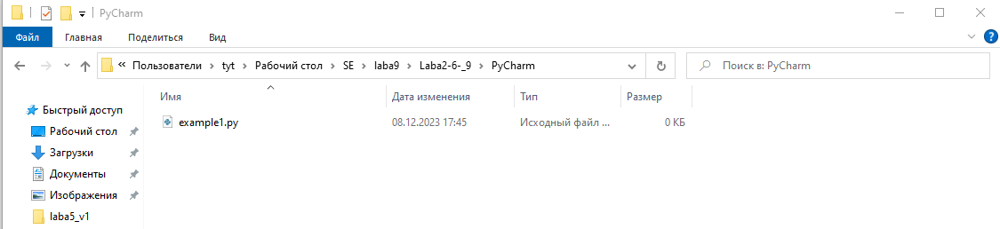 PyCharm
Файл Главная Поделиться Вид
« Пользователи › tyt › Рабочий стол › SE › laba9 › Laba2-6-_9 › PyCharm
Поиск в: PyCharm
Имя Дата изменения Тип Размер
Быстрый доступ
example1.py 08.12.2023 17:45 Исходный файл ... 0 КБ
Рабочий стол
Загрузки
Документы
Изображения
laba5_v1